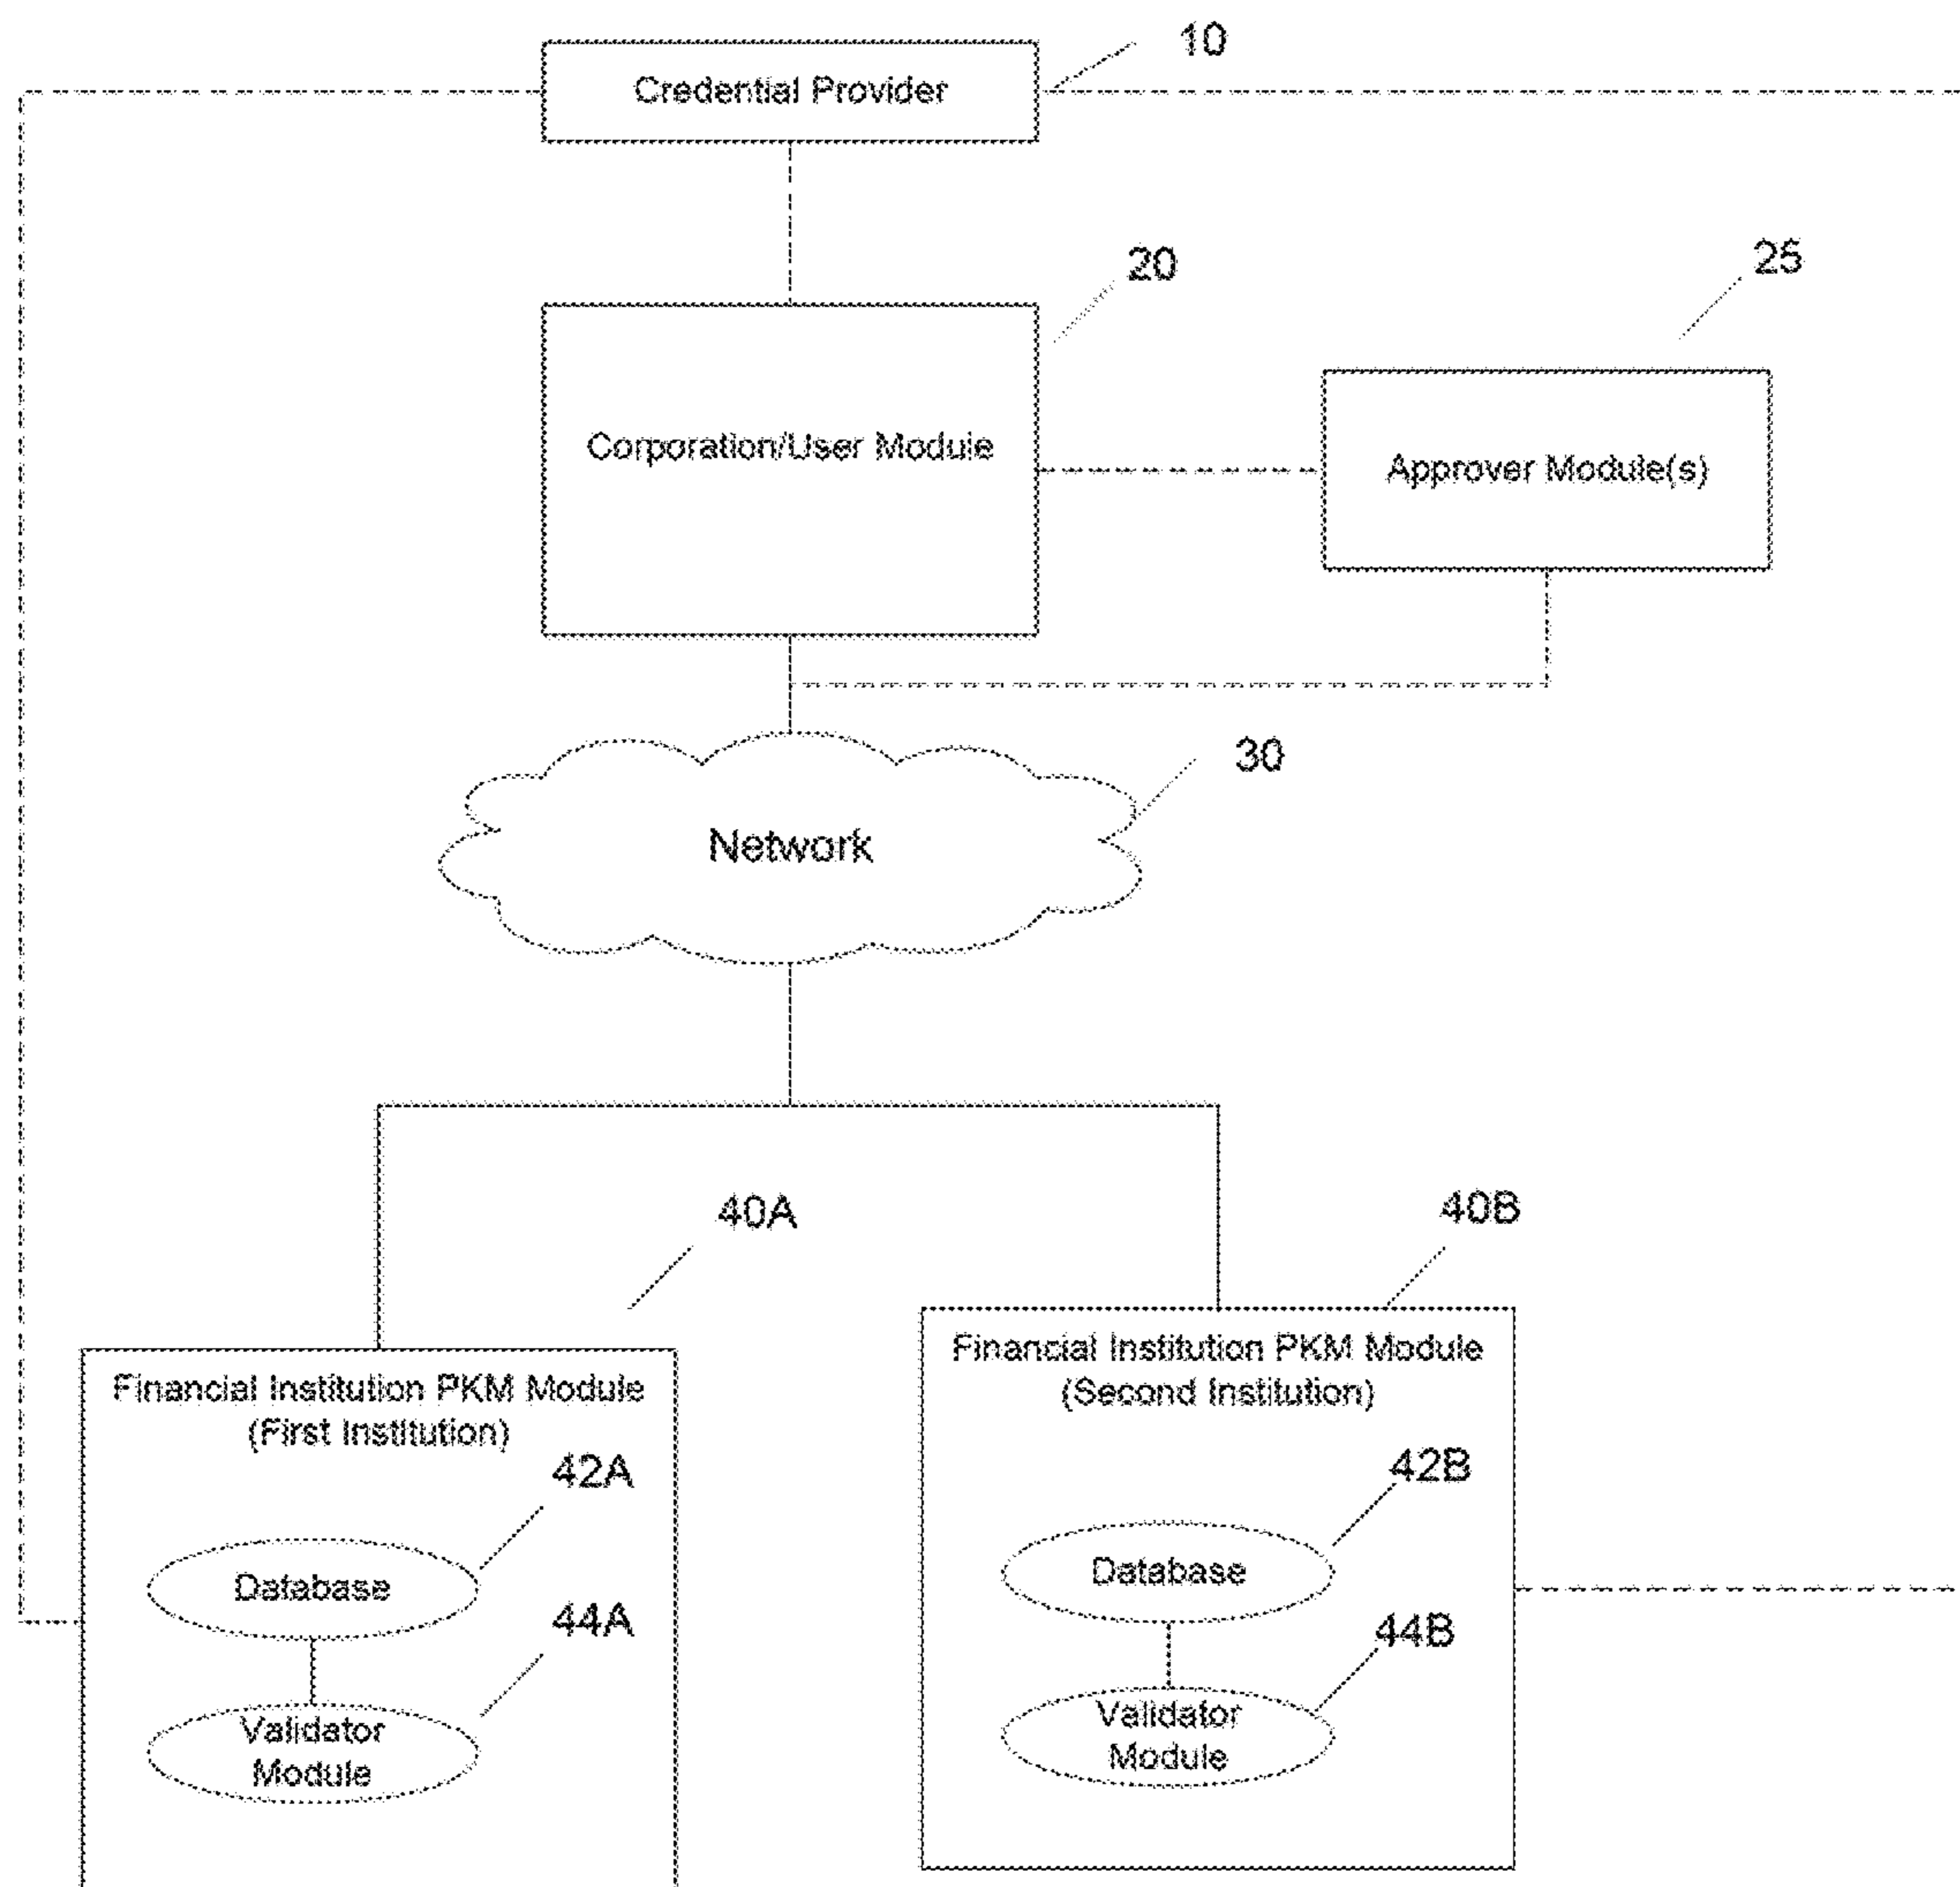 10
Credential Provider
20
25
Corporation/User Module
Approver Module(s)
30
Network
40A
40B
Financial Institution PKM Module
(First Institution)
42A
Database
44A
Validator
Module
Financial Institution PKM Module
(Second Institution)
42B
Database
44B
Validator
Module